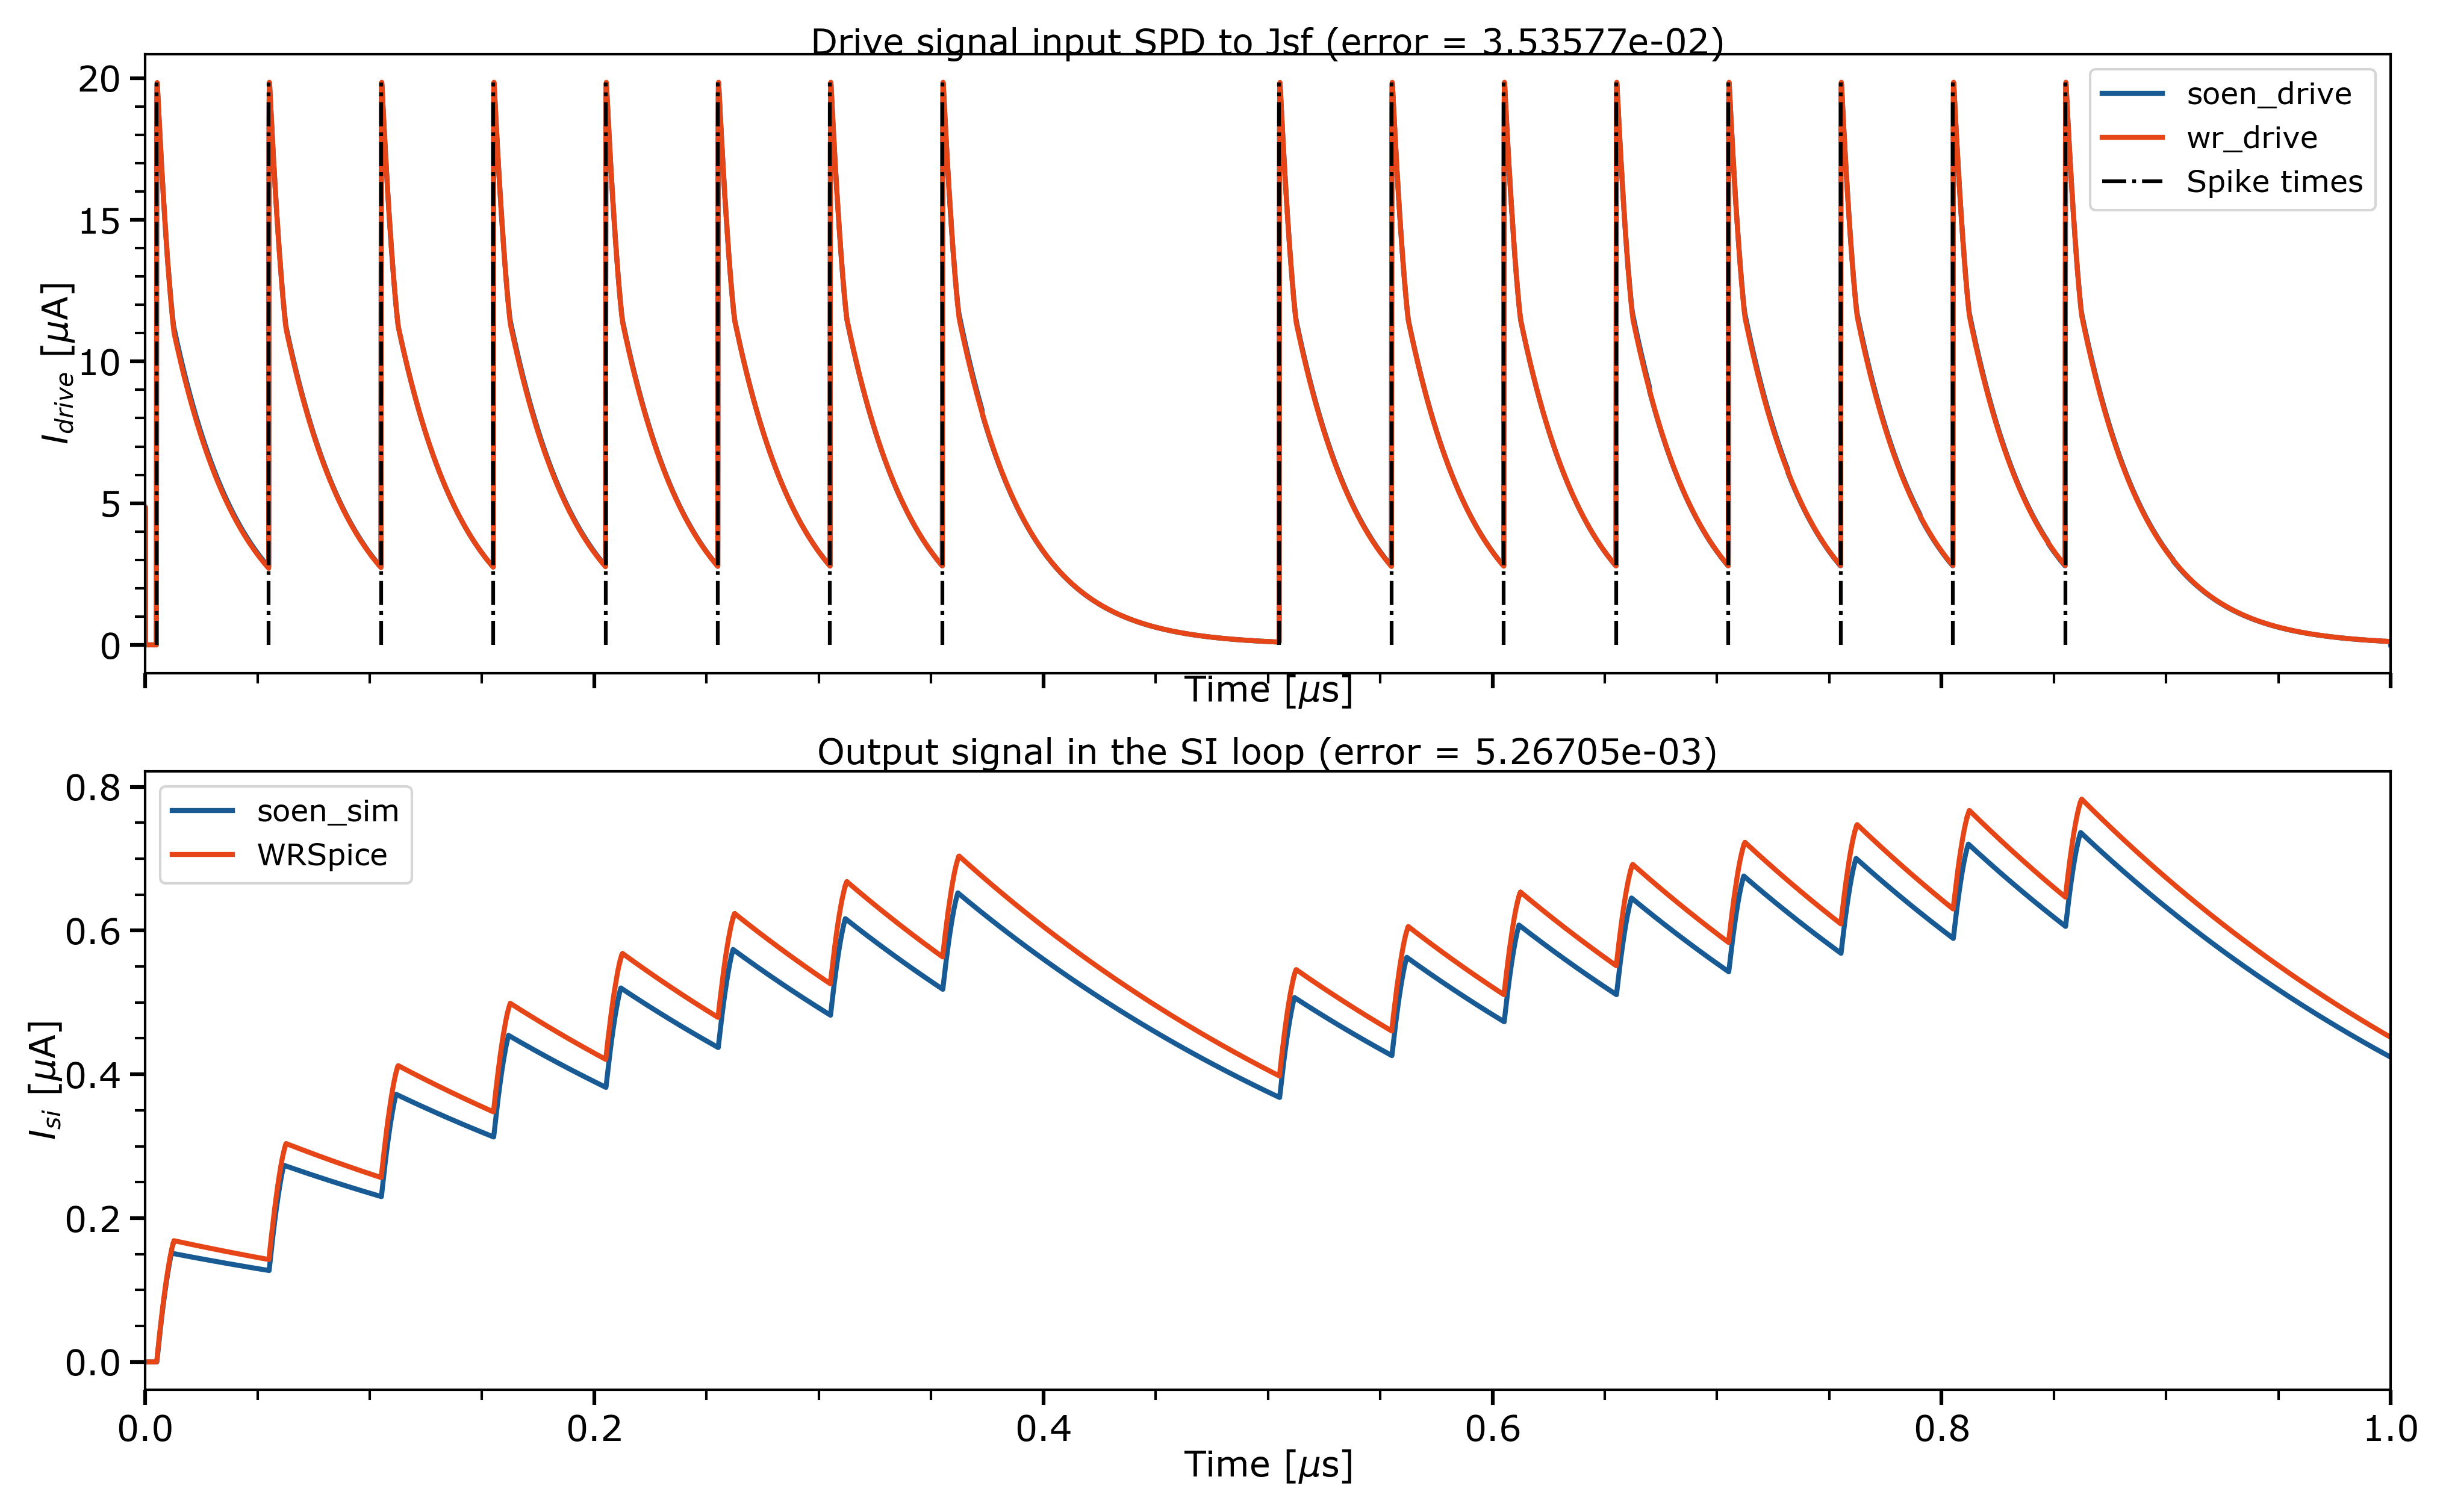 Drive signal input SPD to Jsf (error = 3.53577e-02)
20
15
10
5
0
I_drive [μA]
soen_drive
wr_drive
Spike times
Time [μs]
Output signal in the SI loop (error = 5.26705e-03)
0.8
0.6
0.4
0.2
0.0
I_si [μA]
soen_sim
WRSpice
0.0 0.2 0.4 0.6 0.8 1.0
Time [μs]